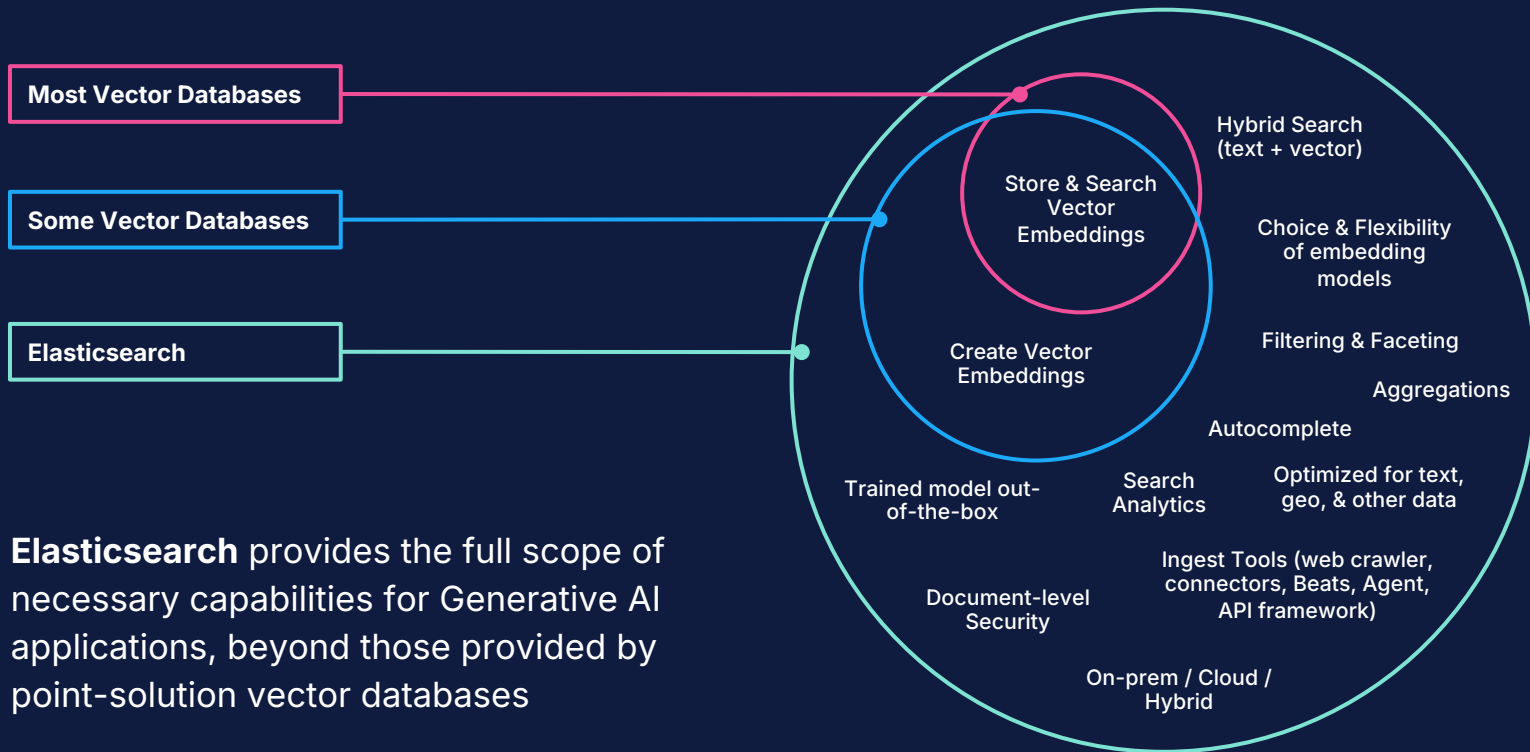 Most Vector Databases
Some Vector Databases
Elasticsearch
Elasticsearch provides the full scope of
necessary capabilities for Generative AI
applications, beyond those provided by
point-solution vector databases
Store & Search
Vector
Embeddings
Create Vector
Embeddings
Hybrid Search
(text + vector)
Choice & Flexibility
of embedding
models
Filtering & Faceting
Aggregations
Autocomplete
Trained model out-
of-the-box
Search
Analytics
Optimized for text,
geo, & other data
Ingest Tools (web crawler,
connectors, Beats, Agent,
API framework)
Document-level
Security
On-prem / Cloud /
Hybrid